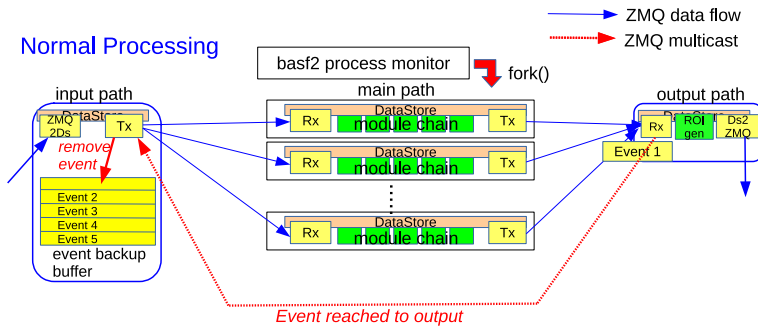 ZMQ data flow
ZMQ multicast
Normal Processing
basf2 process monitor
fork()
input path
main path
output path
DataStore
ZMQ
2Ds
Tx
remove
event
Event 2
Event 3
Event 4
Event 5
event backup
buffer
DataStore
Rx
module chain
Tx
DataStore
Rx
module chain
Tx
DataStore
Rx
module chain
Tx
DataStore
Rx
ROI
gen
Ds2
ZMQ
Event 1
Event reached to output